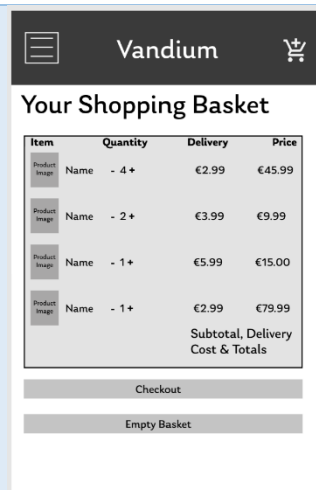 Vandium
Your Shopping Basket
Item Quantity Delivery Price
Product
Image
Name - 4 + €2.99 €45.99
Product
Image
Name - 2 + €3.99 €9.99
Product
Image
Name - 1 + €5.99 €15.00
Product
Image
Name - 1 + €2.99 €79.99
Subtotal, Delivery
Cost & Totals
Checkout
Empty Basket